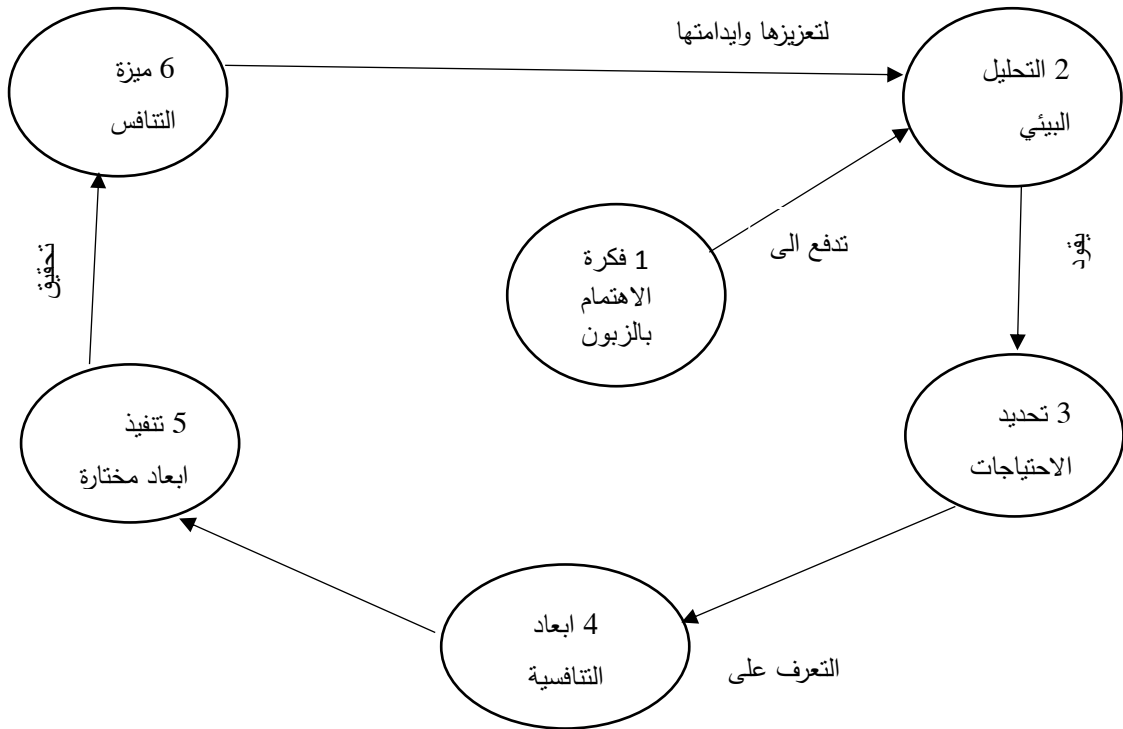 لتعزيزها وايدامتها
6 ميزة
التنافس
2 التحليل
البيئي
تدفع الى
يقود
1 فكرة
الاهتمام
بالزبون
تحقيق
5 تنفيذ
ابعاد مختارة
3 تحديد
الاحتياجات
4 ابعاد
التنافسية
التعرف على